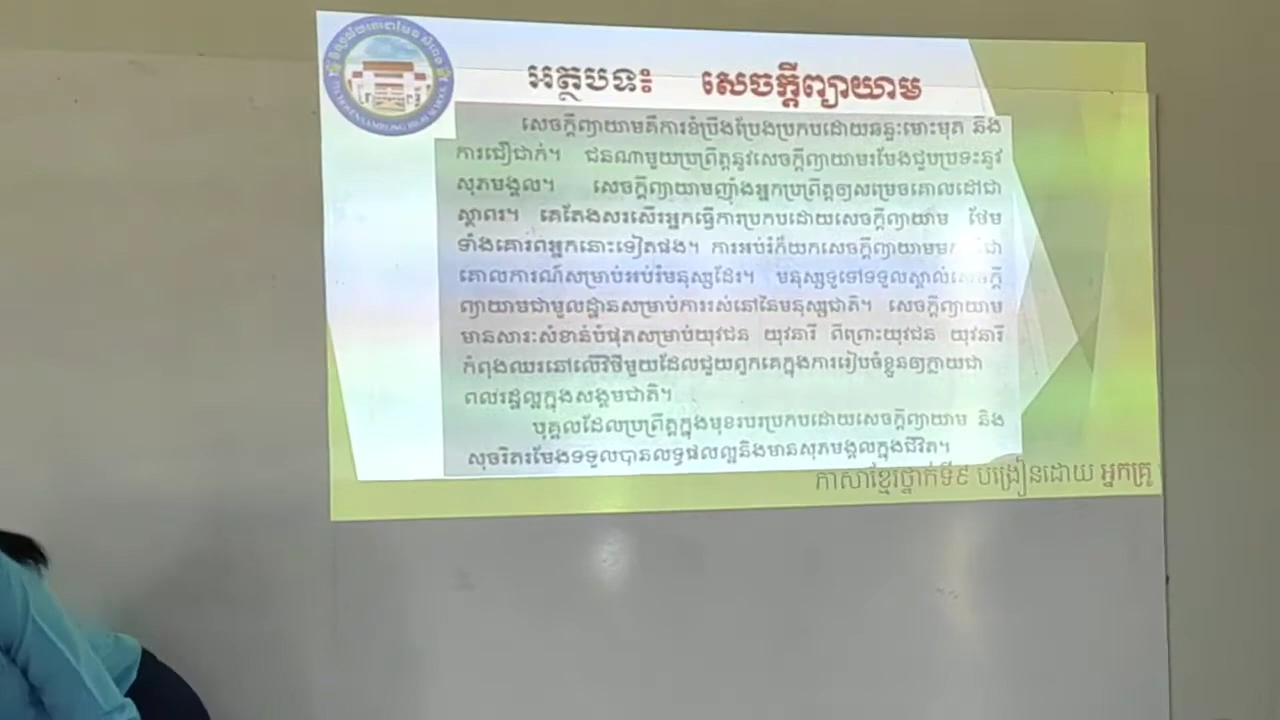 អត្ថបទ៖ សេចក្តីព្យាយាម
សេចក្តីព្យាយាមគឺការខំប្រឹងប្រែងប្រកបដោយឆន្ទះមោះមុត និង
ការជឿជាក់។ ជនណាមួយប្រព្រឹត្តនូវសេចក្តីព្យាយាមរមែងជួបប្រទះនូវ
សុភមង្គល។ សេចក្តីព្យាយាមញ៉ាំងអ្នកប្រព្រឹត្តឲ្យសម្រេចគោលដៅជា
ស្ថាពរ។ គេតែងសរសើរអ្នកធ្វើការប្រកបដោយសេចក្តីព្យាយាម ថែម
ទាំងគោរពអ្នកនោះទៀតផង។ ការអប់រំក៏យកសេចក្តីព្យាយាម ជា
គោលការណ៍សម្រាប់អប់រំមនុស្សដែរ។ មនុស្សទូទៅទទួលស្គាល់សេចក្តី
ព្យាយាមជាមូលដ្ឋានសម្រាប់ការរស់នៅនៃមនុស្សជាតិ។ សេចក្តីព្យាយាម
មានសារៈសំខាន់បំផុតសម្រាប់យុវជន យុវនារី ពីព្រោះយុវជន យុវនារី
កំពុងឈរនៅលើវិថីមួយដែលជួយពួកគេក្នុងការរៀបចំខ្លួនឲ្យក្លាយជា
ពលរដ្ឋល្អក្នុងសង្គមជាតិ។
បុគ្គលដែលប្រព្រឹត្តក្នុងមុខរបរប្រកបដោយសេចក្តីព្យាយាម និង
សុចរិតរមែងទទួលបានលទ្ធផលល្អនិងមានសុភមង្គលក្នុងជីវិត។
ភាសាខ្មែរថ្នាក់ទី៩ បង្រៀនដោយ អ្នកគ្រូ